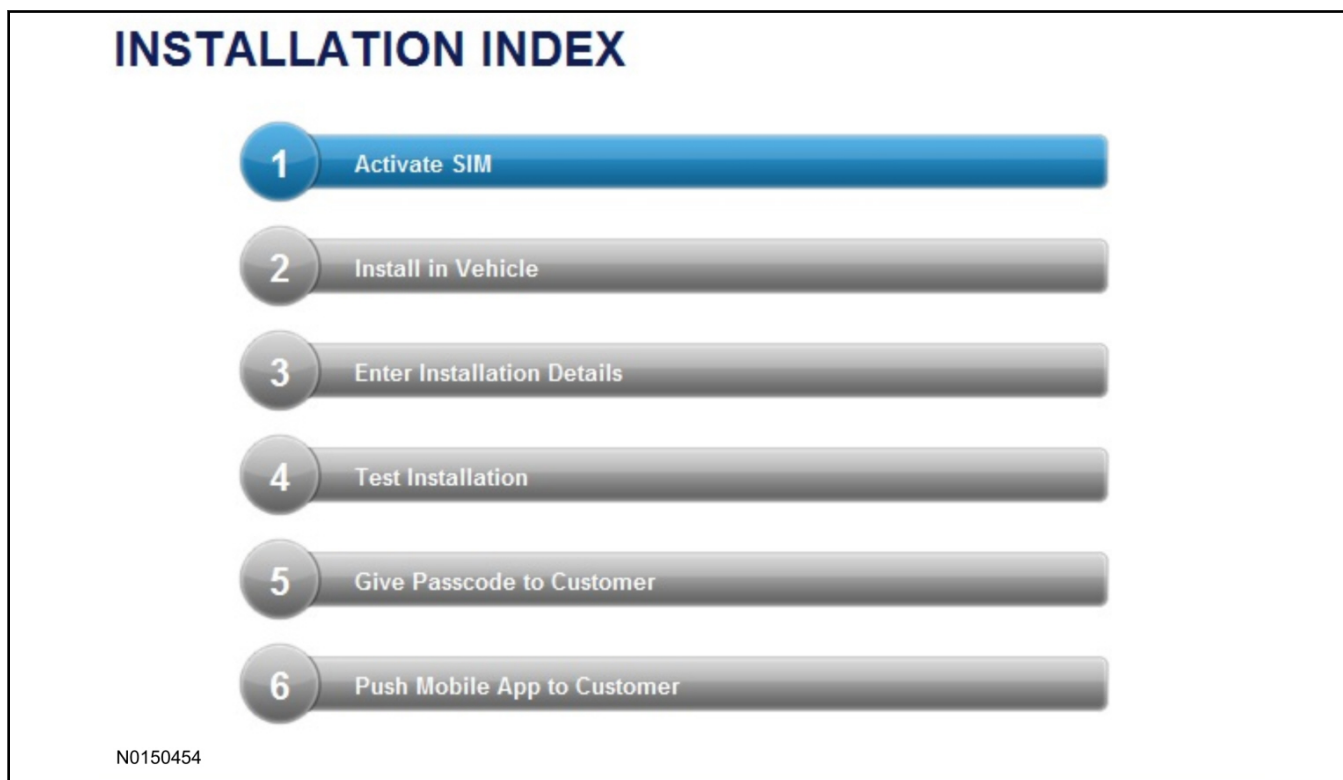 INSTALLATION INDEX
1 Activate SIM
2 Install in Vehicle
3 Enter Installation Details
4 Test Installation
5 Give Passcode to Customer
6 Push Mobile App to Customer
N0150454